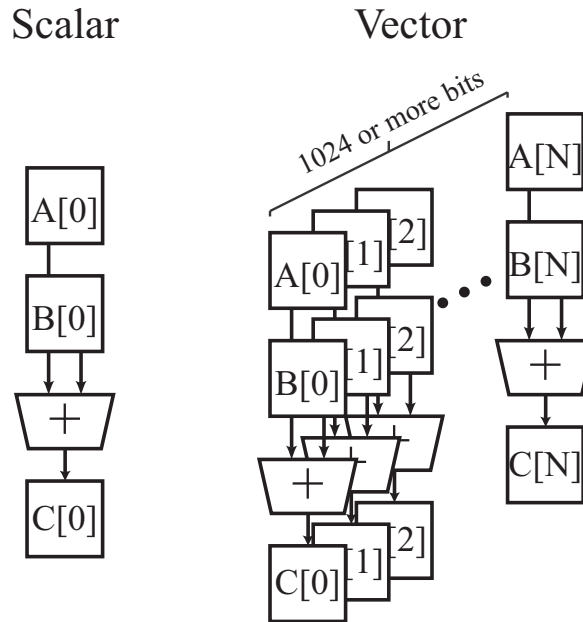 Scalar
Vector
1024 or more bits
A[0]
B[0]
+
C[0]
A[0]
[1]
[2]
A[N]
B[0]
[1]
[2]
B[N]
+
+
+
+
C[0]
[1]
[2]
C[N]